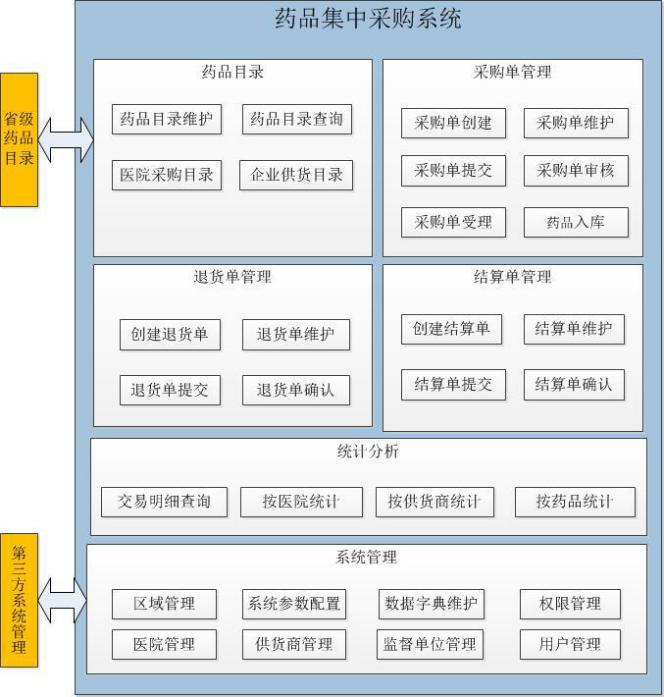 药品集中采购系统
省级
药品
目录
药品目录
药品目录维护
药品目录查询
医院采购目录
企业供货目录
采购单管理
采购单创建
采购单维护
采购单提交
采购单审核
采购单受理
药品入库
退货单管理
创建退货单
退货单维护
退货单提交
退货单确认
结算单管理
创建结算单
结算单维护
结算单提交
结算单确认
统计分析
交易明细查询
按医院统计
按供货商统计
按药品统计
第三方系统管理
系统管理
区域管理
系统参数配置
数据字典维护
权限管理
医院管理
供货商管理
监督单位管理
用户管理